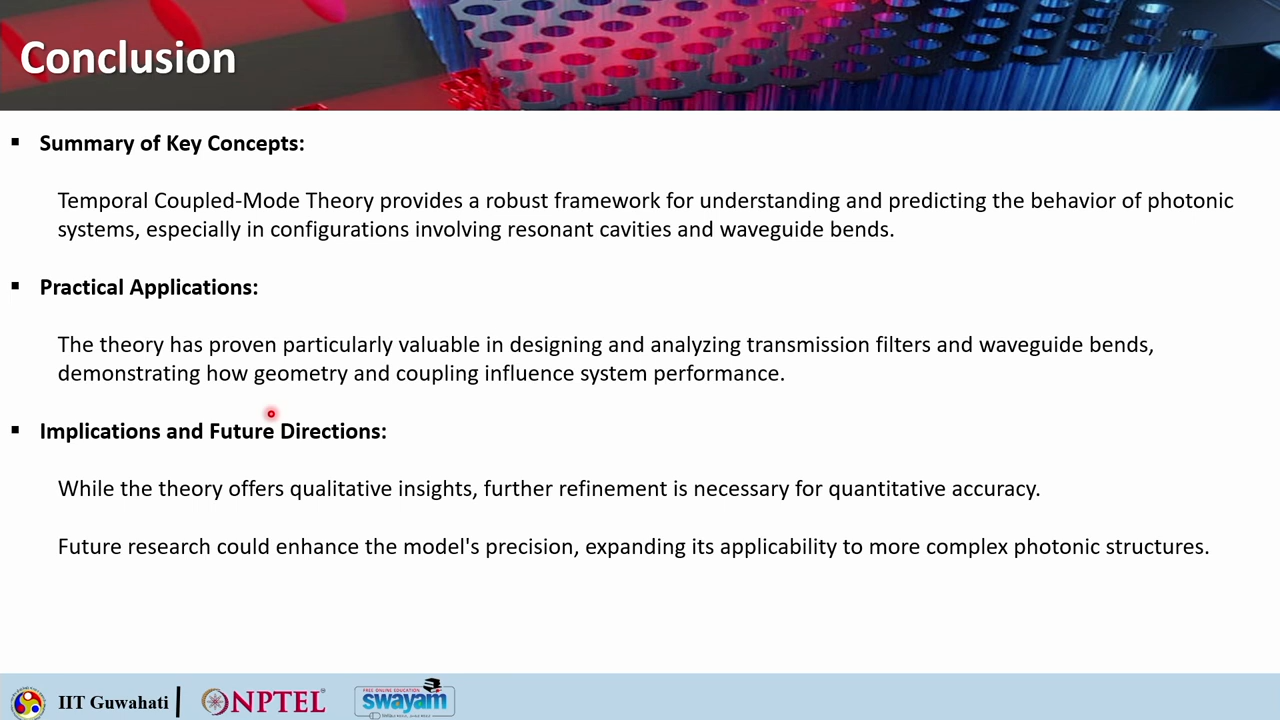 Conclusion
▪ Summary of Key Concepts:
Temporal Coupled-Mode Theory provides a robust framework for understanding and predicting the behavior of photonic
systems, especially in configurations involving resonant cavities and waveguide bends.
▪ Practical Applications:
The theory has proven particularly valuable in designing and analyzing transmission filters and waveguide bends,
demonstrating how geometry and coupling influence system performance.
▪ Implications and Future Directions:
While the theory offers qualitative insights, further refinement is necessary for quantitative accuracy.
Future research could enhance the model's precision, expanding its applicability to more complex photonic structures.
IIT Guwahati
NPTEL
FREE ONLINE EDUCATION
swayam